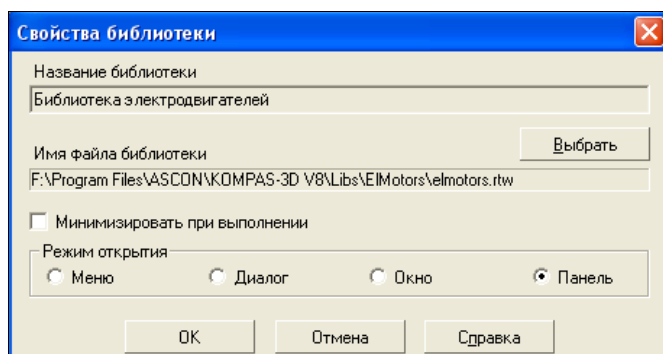 Свойства библиотеки
Название библиотеки
Библиотека электродвигателей
Выбрать
Имя файла библиотеки
F:\Program Files\ASCON\KOMPAS-3D V8\Libs\ElMotors\elmotors.rtw
Минимизировать при выполнении
Режим открытия
Меню Диалог Окно Панель
OK Отмена Справка